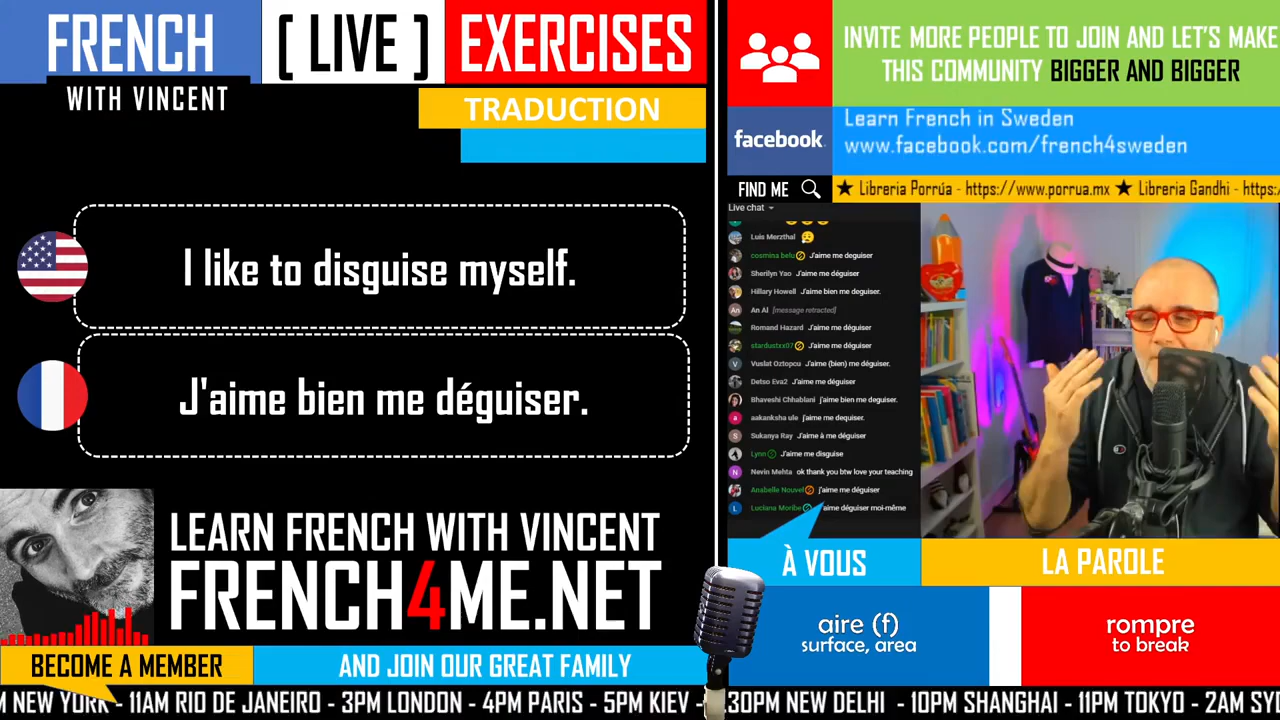 FRENCH
WITH VINCENT
[ LIVE ]
EXERCISES
TRADUCTION
I like to disguise myself.
J'aime bien me déguiser.
LEARN FRENCH WITH VINCENT
FRENCH4ME.NET
BECOME A MEMBER
AND JOIN OUR GREAT FAMILY
INVITE MORE PEOPLE TO JOIN AND LET'S MAKE
THIS COMMUNITY BIGGER AND BIGGER
facebook
Learn French in Sweden
www.facebook.com/french4sweden
FIND ME
★ Libreria Porrúa - https://www.porrua.mx ★ Libreria Gandhi - https:
Live chat
Luis Merzthal
cosmina belu J'aime me deguiser
Sherilyn Yao J'aime me déguiser
Hillary Howell J'aime bien me deguiser.
An Al [message retracted]
Romand Hazard J'aime me déguiser
stardustxx07 J'aime me déguiser
Vuslat Oztopcu J'aime (bien) me déguiser.
Detso Eva2 J'aime me déguiser
Bhaveshi Chhablani j'aime bien me deguiser.
aakanksha ule j'aime me dequiser.
Sukanya Ray J'aime à me déguiser
Lynn J'aime me disguise
Nevin Mehta ok thank you btw love your teaching
Anabelle Nouvel j'aime me déguiser
Luciana Moribe aime déguiser moi-même
À VOUS
LA PAROLE
aire (f)
surface, area
rompre
to break
M NEW YORK - 11AM RIO DE JANEIRO - 3PM LONDON - 4PM PARIS - 5PM KIEV - :30PM NEW DELHI - 10PM SHANGHAI - 11PM TOKYO - 2AM SYD